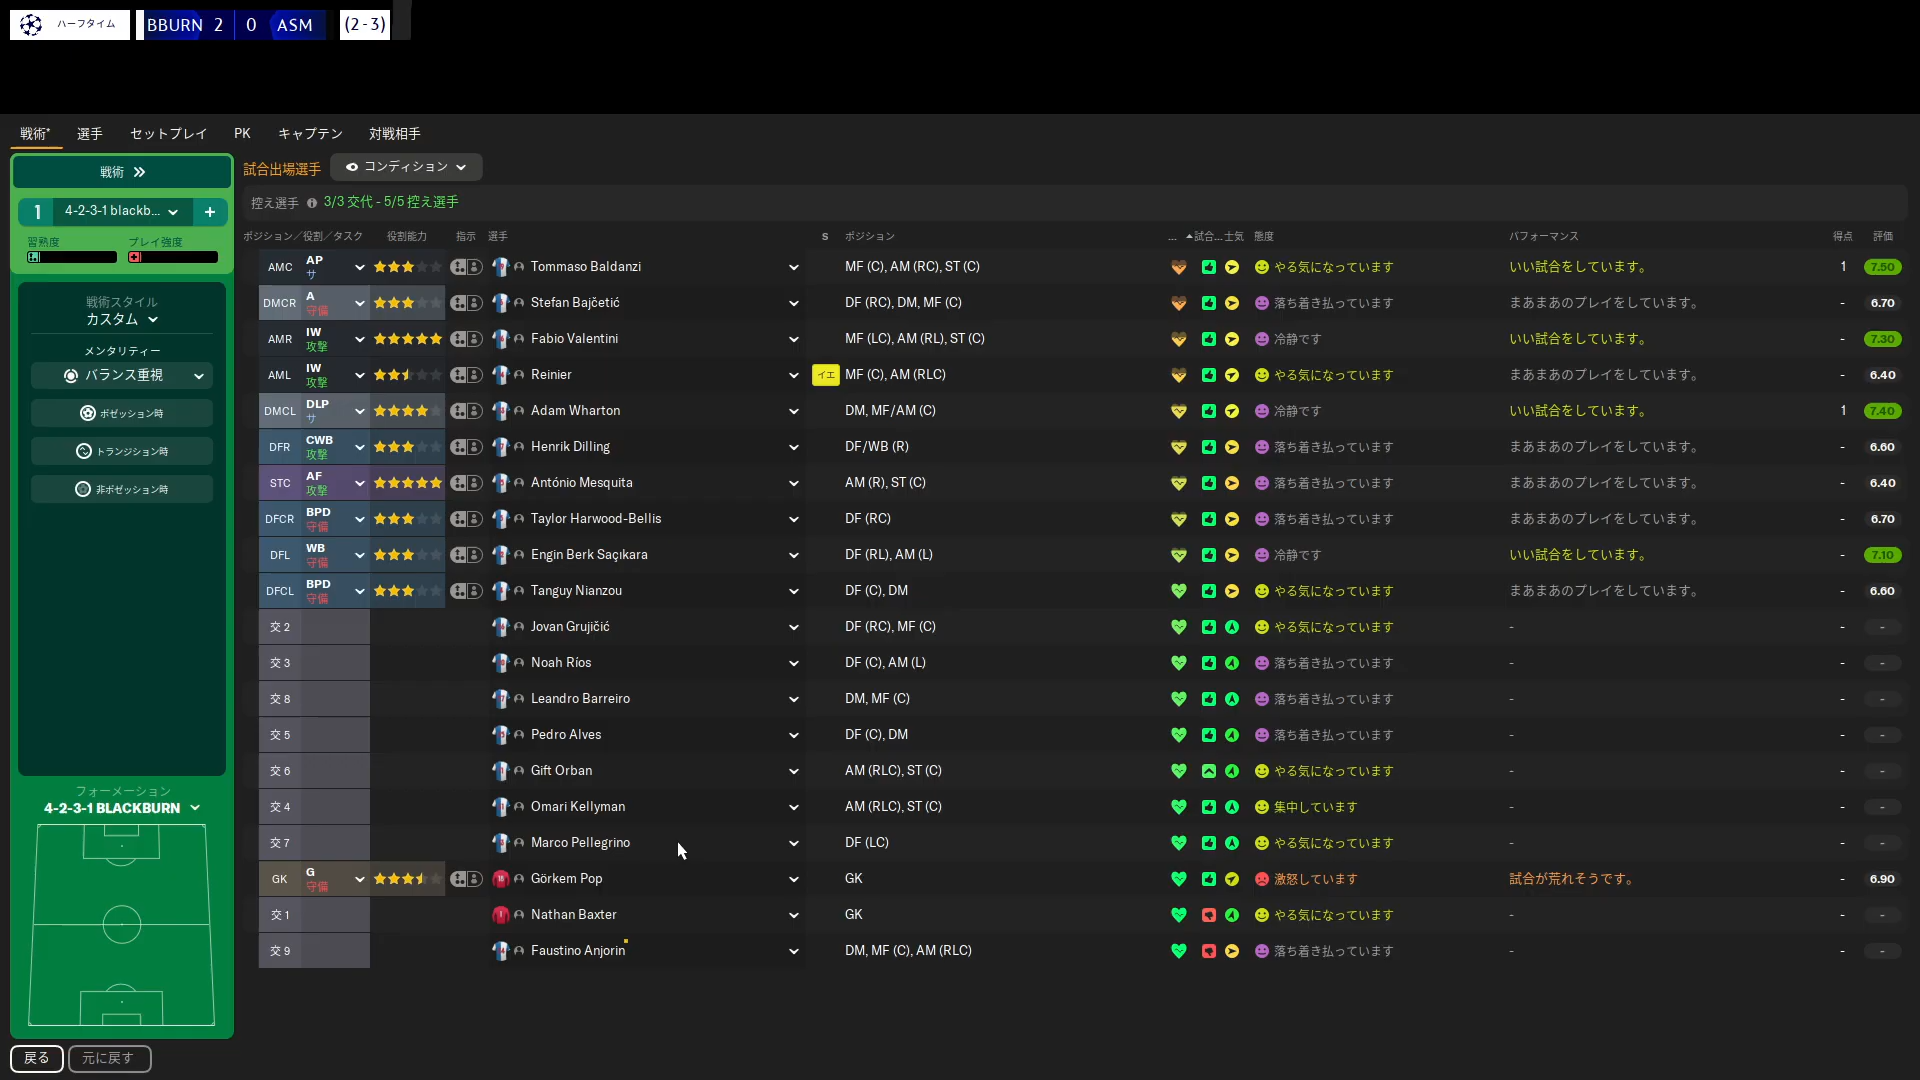 ハーフタイム BBURN 2 0 ASM (2-3)
戦術* 選手 セットプレイ PK キャプテン 対戦相手
戦術
1 4-2-3-1 blackb... +
習熟度 プレイ強度
戦術スタイル
カスタム
メンタリティー
バランス重視
ポゼッション時
トランジション時
非ポゼッション時
フォーメーション
4-2-3-1 BLACKBURN
戻る 元に戻す
試合出場選手 コンディション
控え選手 3/3 交代 - 5/5 控え選手
ポジション／役割／タスク 役割能力 指示 選手 S ポジション ... 試合... 士気 態度 パフォーマンス 得点 評価
AMC AP サ Tommaso Baldanzi MF (C), AM (RC), ST (C) やる気になっています いい試合をしています。 1 7.50
DMCR A 守備 Stefan Bajčetić DF (RC), DM, MF (C) 落ち着き払っています まあまあのプレイをしています。 - 6.70
AMR IW 攻撃 Fabio Valentini MF (LC), AM (RL), ST (C) 冷静です いい試合をしています。 - 7.30
AML IW 攻撃 Reinier イエ MF (C), AM (RLC) やる気になっています まあまあのプレイをしています。 - 6.40
DMCL DLP サ Adam Wharton DM, MF/AM (C) 冷静です いい試合をしています。 1 7.40
DFR CWB 攻撃 Henrik Dilling DF/WB (R) 落ち着き払っています まあまあのプレイをしています。 - 6.60
STC AF 攻撃 António Mesquita AM (R), ST (C) 落ち着き払っています まあまあのプレイをしています。 - 6.40
DFCR BPD 守備 Taylor Harwood-Bellis DF (RC) 落ち着き払っています まあまあのプレイをしています。 - 6.70
DFL WB 守備 Engin Berk Saçıkara DF (RL), AM (L) 冷静です いい試合をしています。 - 7.10
DFCL BPD 守備 Tanguy Nianzou DF (C), DM やる気になっています まあまあのプレイをしています。 - 6.60
交 2 Jovan Grujičić DF (RC), MF (C) やる気になっています - - -
交 3 Noah Ríos DF (C), AM (L) 落ち着き払っています - - -
交 8 Leandro Barreiro DM, MF (C) 落ち着き払っています - - -
交 5 Pedro Alves DF (C), DM 落ち着き払っています - - -
交 6 Gift Orban AM (RLC), ST (C) やる気になっています - - -
交 4 Omari Kellyman AM (RLC), ST (C) 集中しています - - -
交 7 Marco Pellegrino DF (LC) やる気になっています - - -
GK G 守備 Görkem Pop GK 激怒しています 試合が荒れそうです。 - 6.90
交 1 Nathan Baxter GK やる気になっています - - -
交 9 Faustino Anjorin DM, MF (C), AM (RLC) 落ち着き払っています - - -